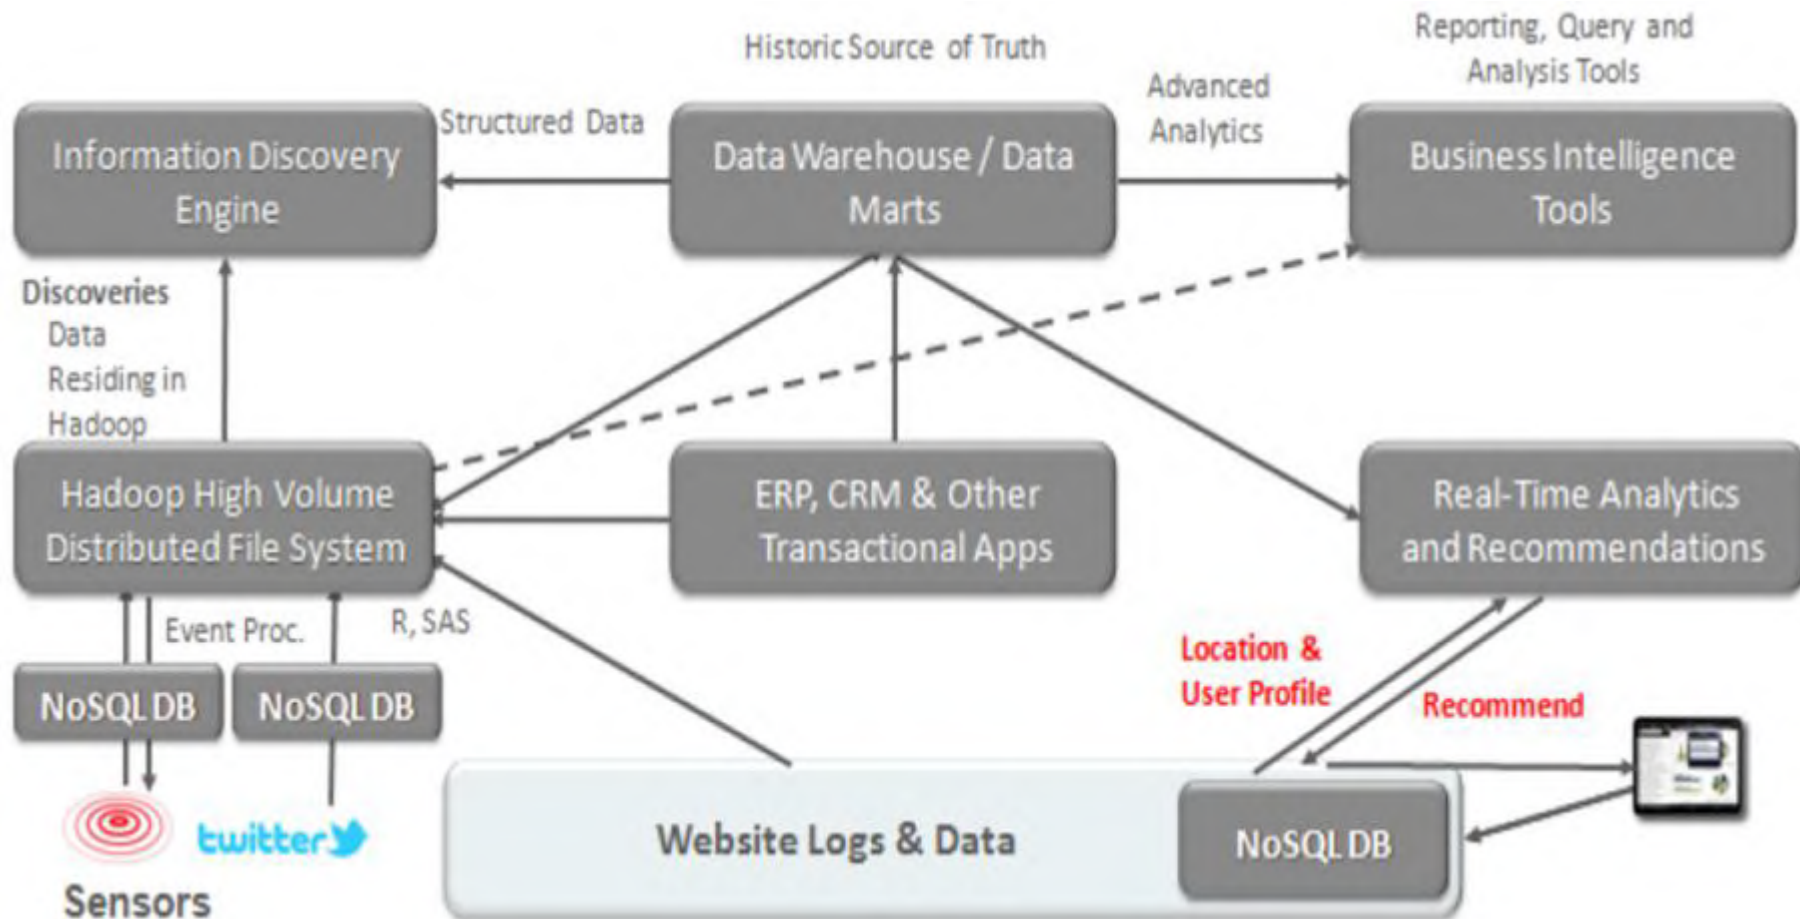 Historic Source of Truth
Reporting, Query and
Analysis Tools
Structured Data
Advanced
Analytics
Information Discovery
Engine
Data Warehouse / Data
Marts
Business Intelligence
Tools
Discoveries
Data
Residing in
Hadoop
Hadoop High Volume
Distributed File System
ERP, CRM & Other
Transactional Apps
Real-Time Analytics
and Recommendations
Event Proc.
R, SAS
Location &
User Profile
Recommend
NoSQL DB
NoSQL DB
twitter
Sensors
Website Logs & Data
NoSQL DB